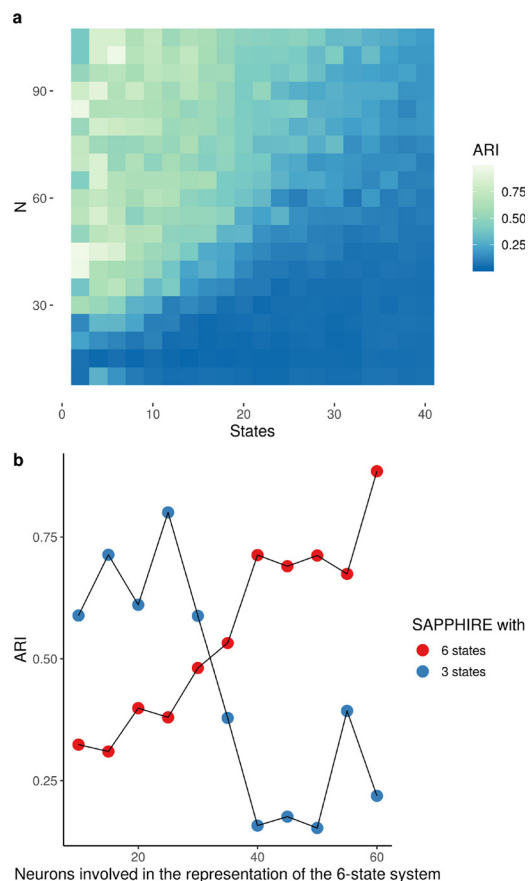 a
90
60
30
N
0
10
20
30
40
States
ARI
0.75
0.50
0.25
b
0.75
0.50
0.25
ARI
20
40
60
Neurons involved in the representation of the 6-state system
SAPPHIRE with
6 states
3 states